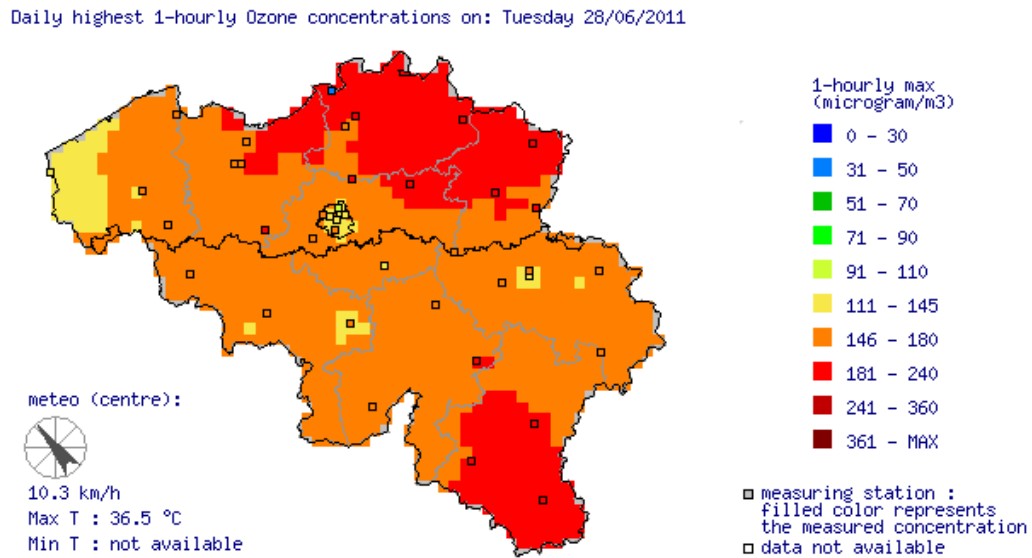 Daily highest 1-hourly Ozone concentrations on: Tuesday 28/06/2011
1-hourly max
(microgram/m3)
0 - 30
31 - 50
51 - 70
71 - 90
91 - 110
111 - 145
146 - 180
181 - 240
241 - 360
361 - MAX
meteo (centre):
10.3 km/h
Max T : 36.5 °C
Min T : not available
measuring station :
filled color represents
the measured concentration
data not available